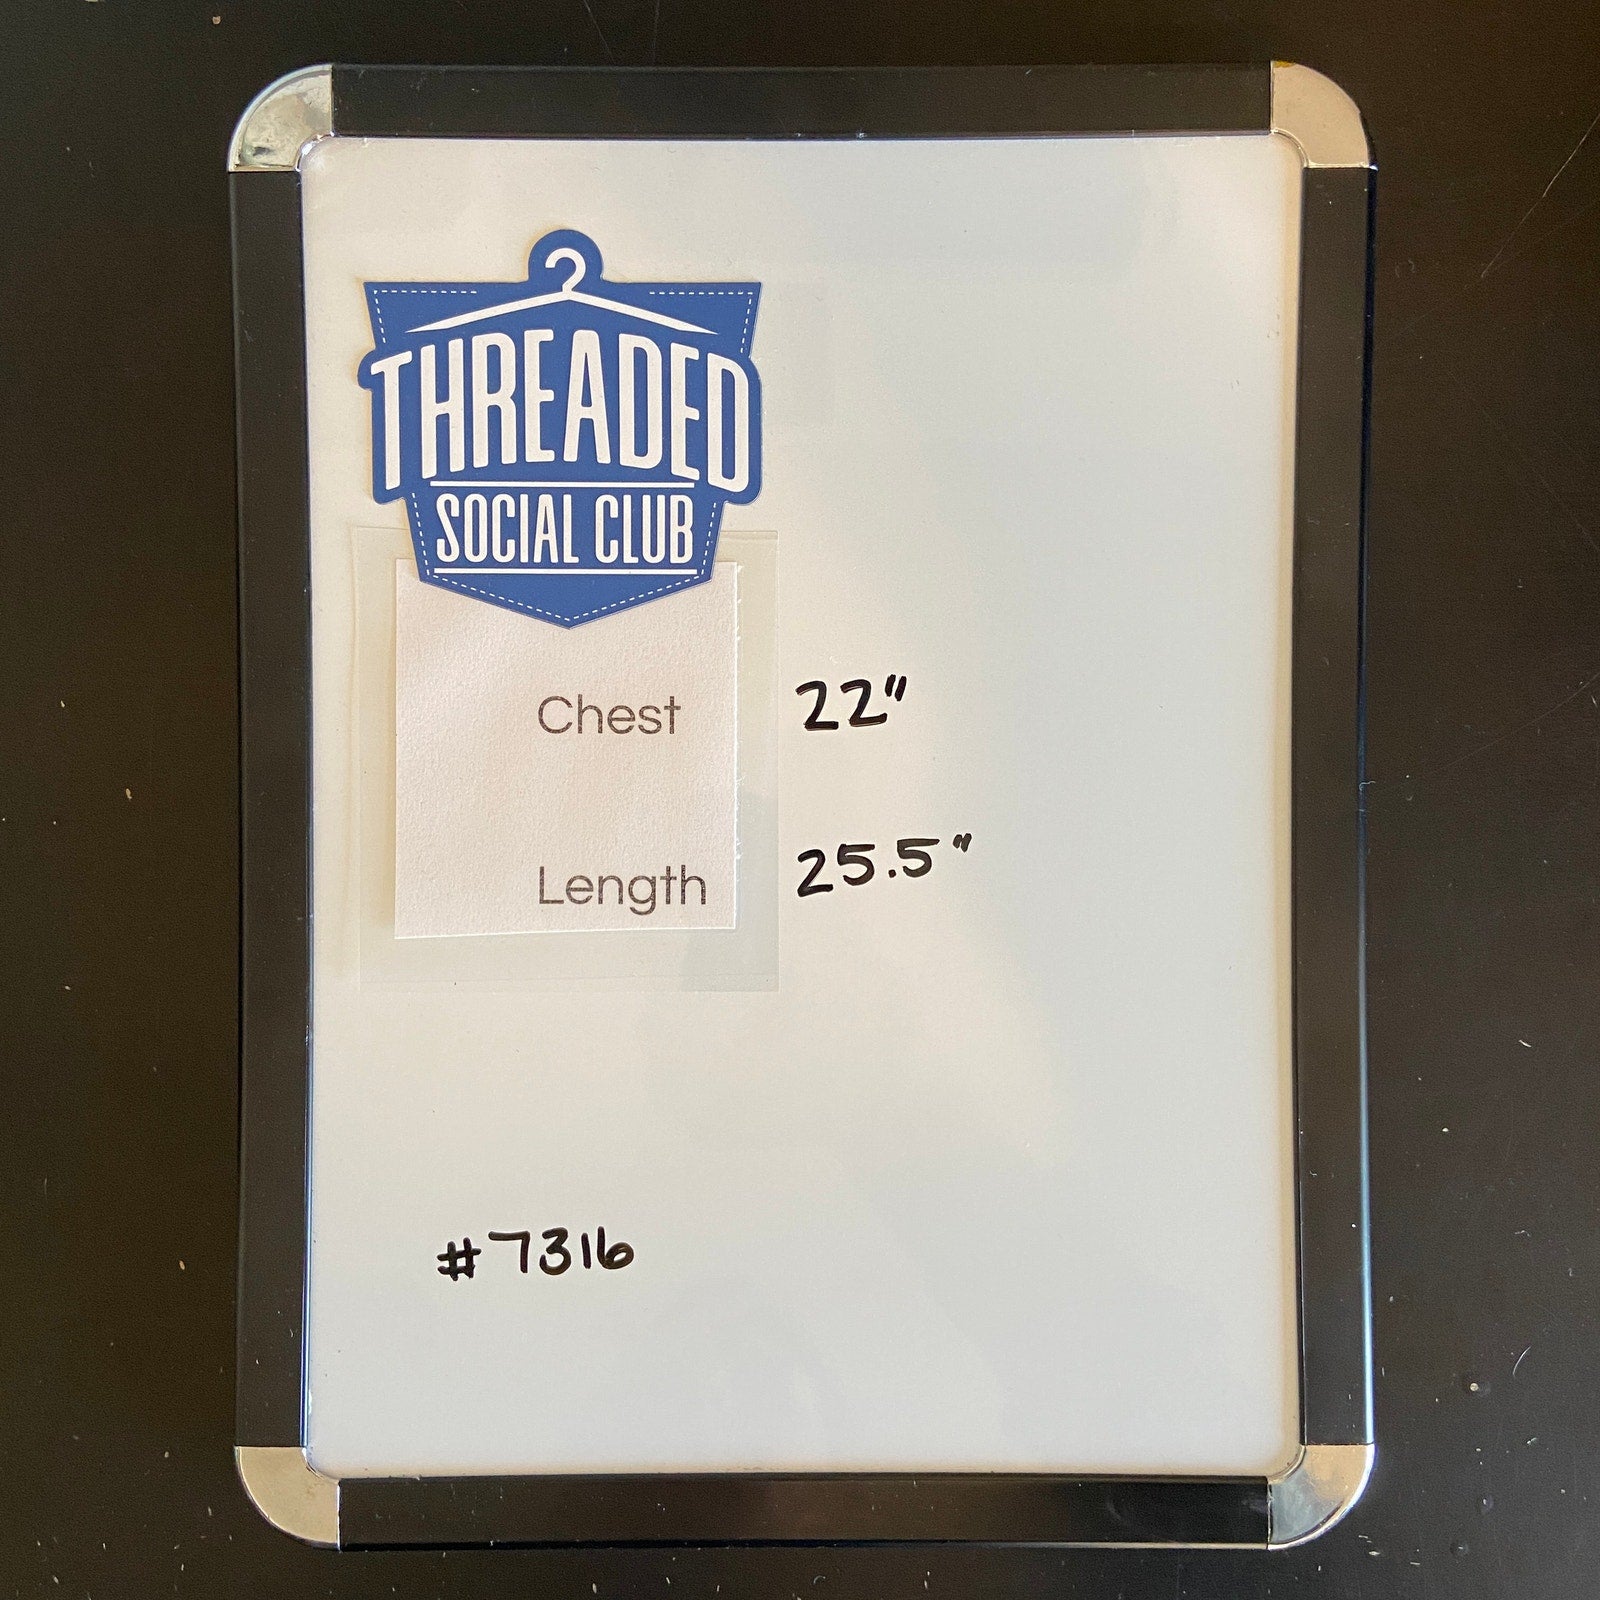 THREADED
SOCIAL CLUB
Chest 22"
Length 25.5"
#7316